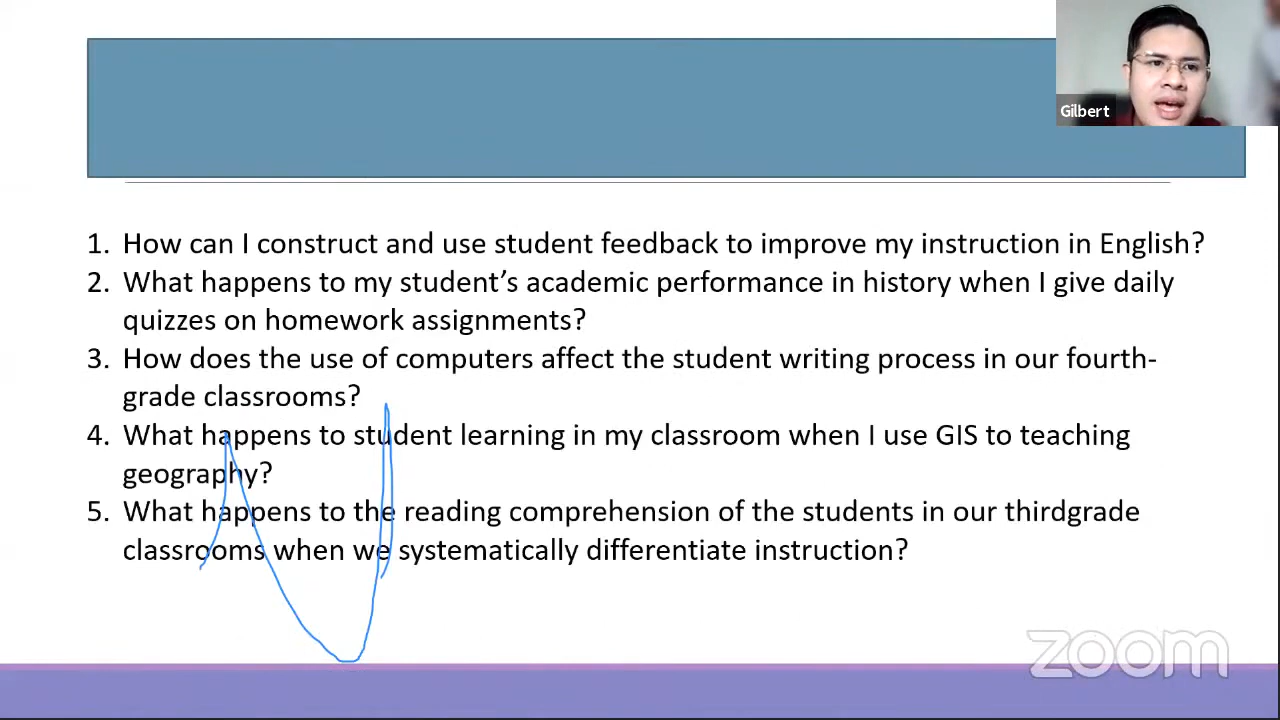 Gilbert
1. How can I construct and use student feedback to improve my instruction in English?
2. What happens to my student’s academic performance in history when I give daily
quizzes on homework assignments?
3. How does the use of computers affect the student writing process in our fourth-
grade classrooms?
4. What happens to student learning in my classroom when I use GIS to teaching
geography?
5. What happens to the reading comprehension of the students in our thirdgrade
classrooms when we systematically differentiate instruction?
zoom